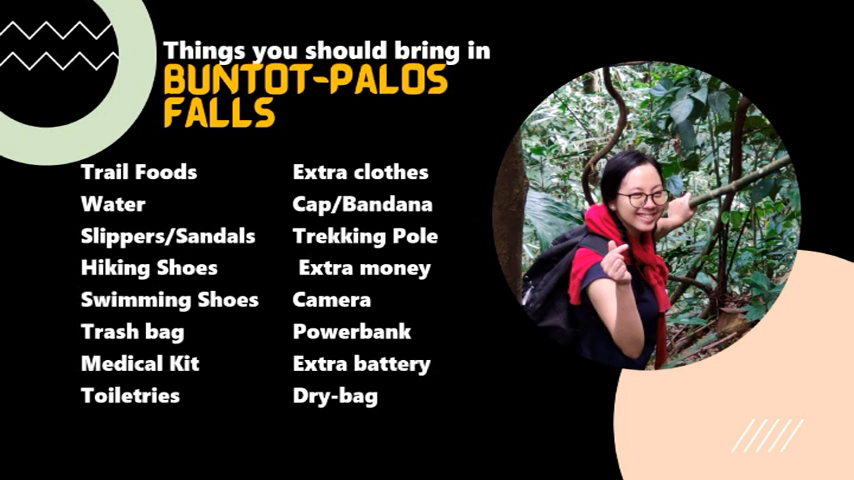 Things you should bring in
BUNTOT-PALOS
FALLS
Trail Foods
Water
Slippers/Sandals
Hiking Shoes
Swimming Shoes
Trash bag
Medical Kit
Toiletries
Extra clothes
Cap/Bandana
Trekking Pole
Extra money
Camera
Powerbank
Extra battery
Dry-bag